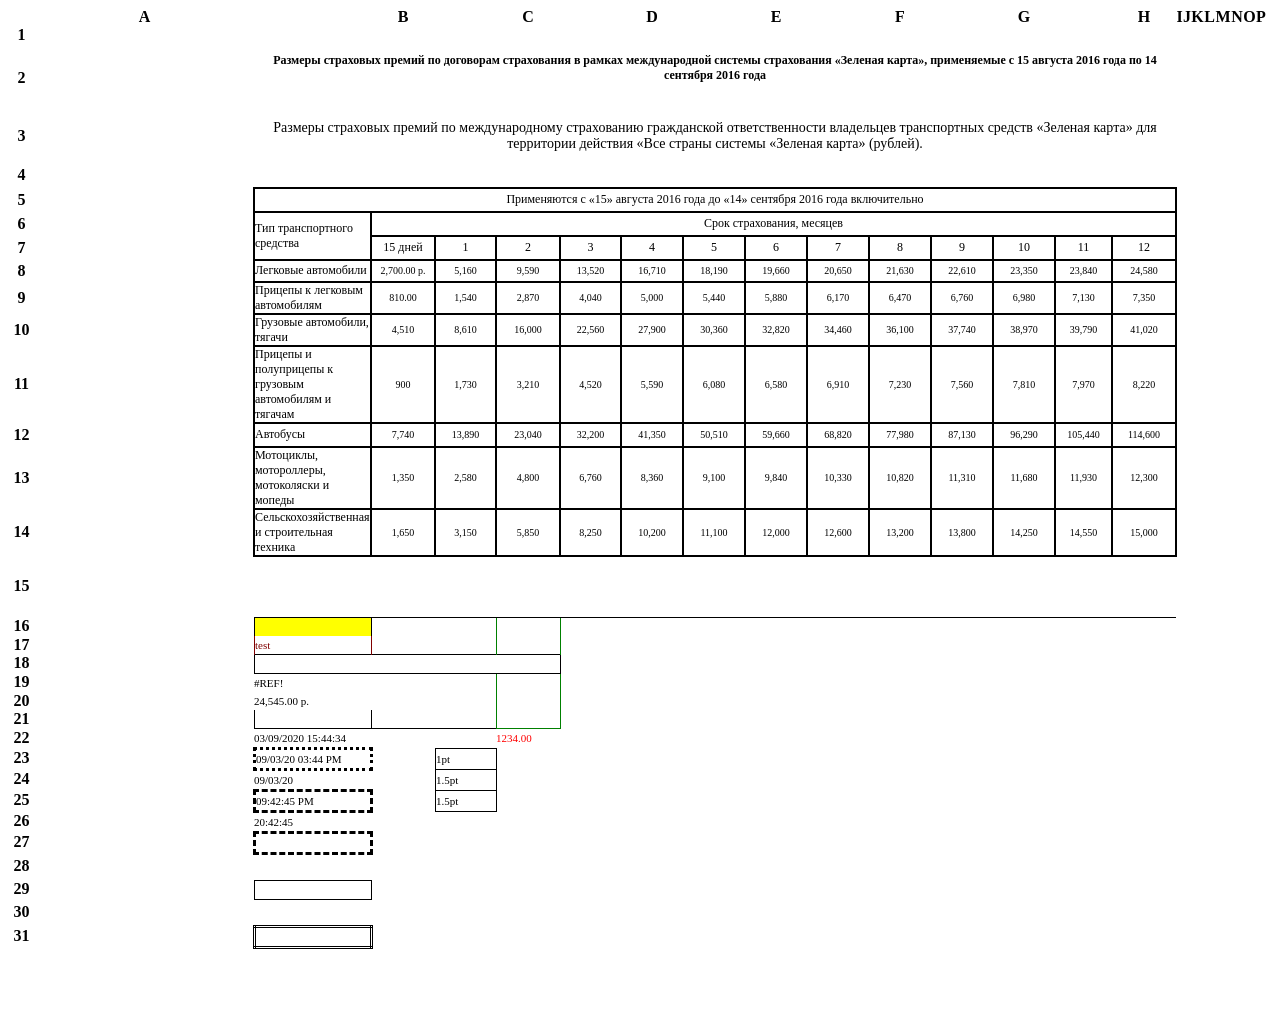 A B C D E F G H IJKLMNOP
1
2 Размеры страховых премий по договорам страхования в рамках международной системы страхования «Зеленая карта», применяемые с 15 августа 2016 года по 14
сентября 2016 года
3 Размеры страховых премий по международному страхованию гражданской ответственности владельцев транспортных средств «Зеленая карта» для
территории действия «Все страны системы «Зеленая карта» (рублей).
4
5 Применяются с «15» августа 2016 года до «14» сентября 2016 года включительно
6 Тип транспортного
средства
Срок страхования, месяцев
7 15 дней 1 2 3 4 5 6 7 8 9 10 11 12
8 Легковые автомобили 2,700.00 р. 5,160 9,590 13,520 16,710 18,190 19,660 20,650 21,630 22,610 23,350 23,840 24,580
9 Прицепы к легковым
автомобилям
810.00 1,540 2,870 4,040 5,000 5,440 5,880 6,170 6,470 6,760 6,980 7,130 7,350
10 Грузовые автомобили,
тягачи
4,510 8,610 16,000 22,560 27,900 30,360 32,820 34,460 36,100 37,740 38,970 39,790 41,020
11 Прицепы и
полуприцепы к
грузовым
автомобилям и
тягачам
900 1,730 3,210 4,520 5,590 6,080 6,580 6,910 7,230 7,560 7,810 7,970 8,220
12 Автобусы 7,740 13,890 23,040 32,200 41,350 50,510 59,660 68,820 77,980 87,130 96,290 105,440 114,600
13 Мотоциклы,
мотороллеры,
мотоколяски и
мопеды
1,350 2,580 4,800 6,760 8,360 9,100 9,840 10,330 10,820 11,310 11,680 11,930 12,300
14 Сельскохозяйственная
и строительная
техника
1,650 3,150 5,850 8,250 10,200 11,100 12,000 12,600 13,200 13,800 14,250 14,550 15,000
15
16
17 test
18
19 #REF!
20 24,545.00 р.
21
22 03/09/2020 15:44:34 1234.00
23 09/03/20 03:44 PM 1pt
24 09/03/20 1.5pt
25 09:42:45 PM 1.5pt
26 20:42:45
27
28
29
30
31